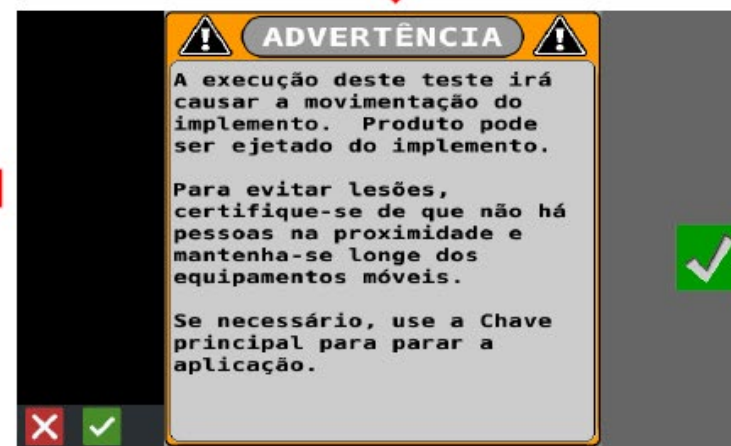 ADVERTÊNCIA
A execução deste teste irá
causar a movimentação do
implemento.  Produto pode
ser ejetado do implemento.
Para evitar lesões,
certifique-se de que não há
pessoas na proximidade e
mantenha-se longe dos
equipamentos móveis.
Se necessário, use a Chave
principal para parar a
aplicação.